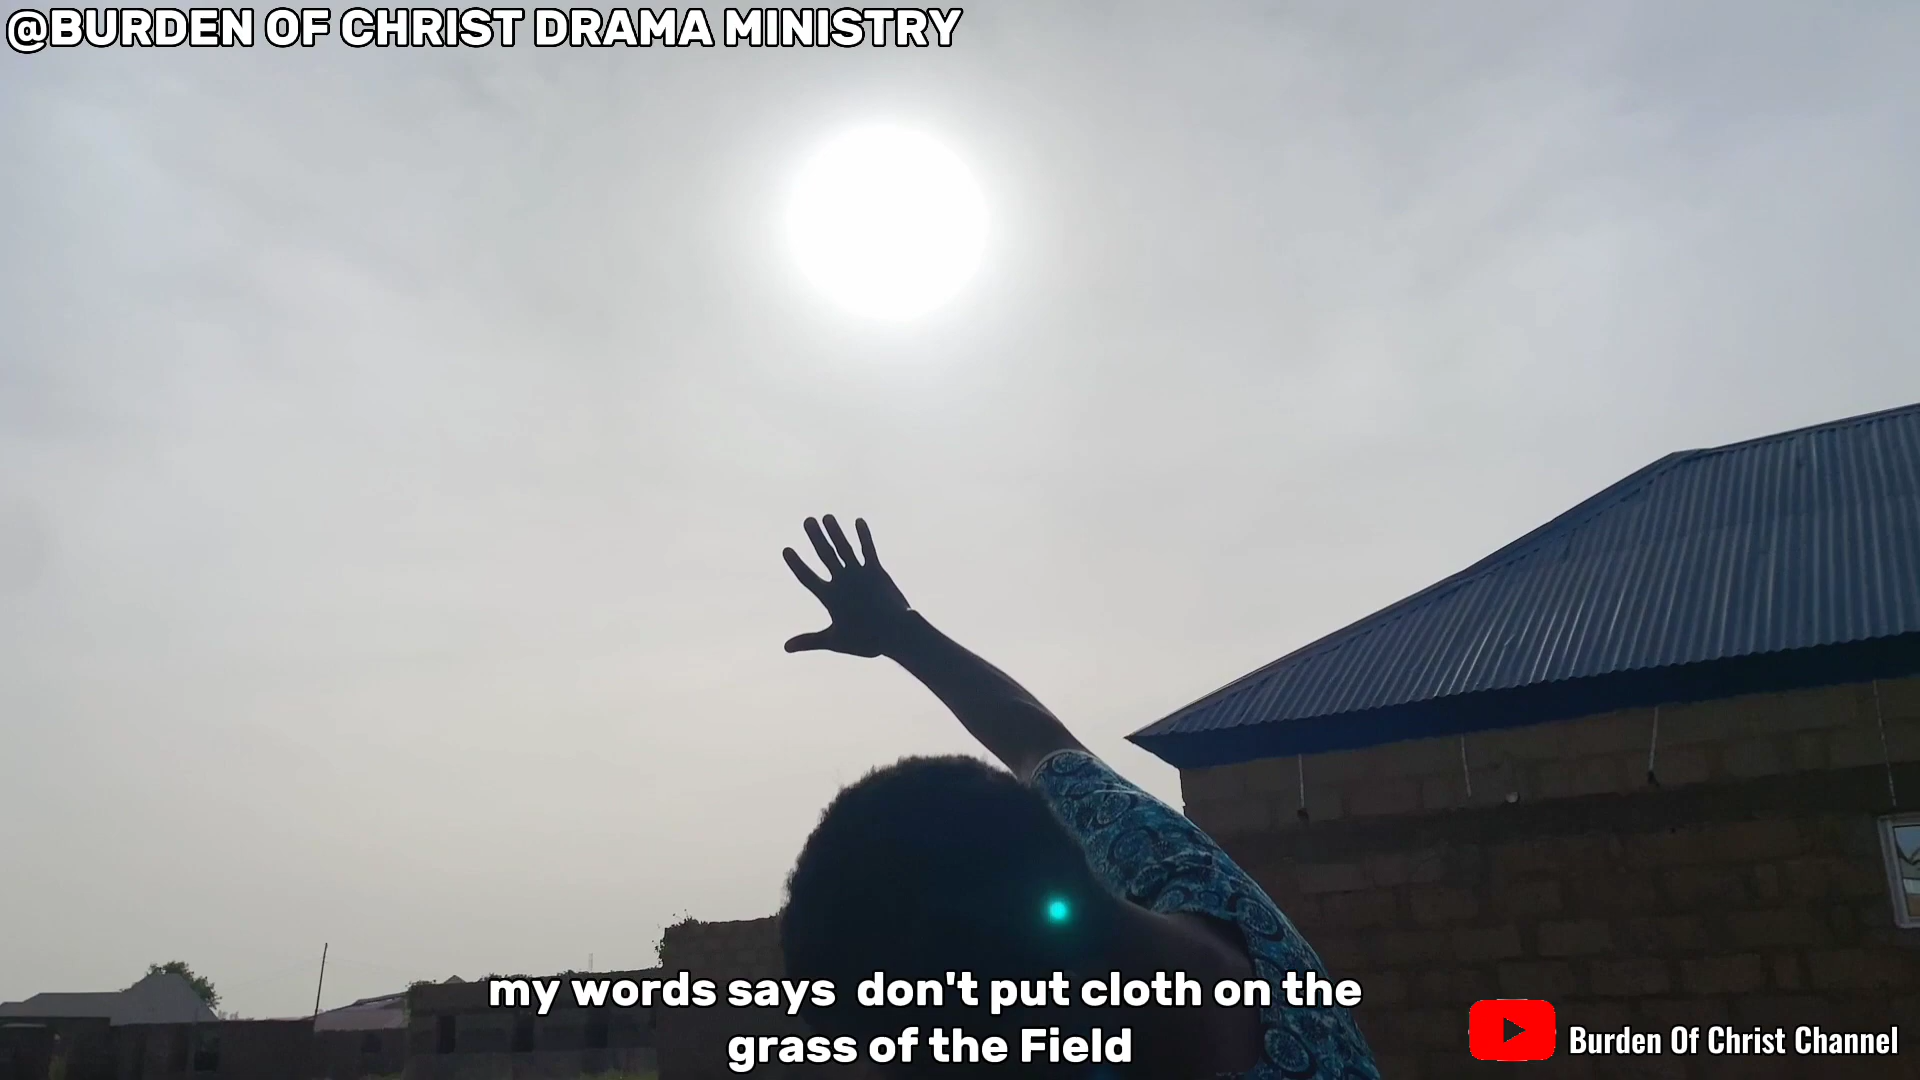 @BURDEN OF CHRIST DRAMA MINISTRY
my words says  don't put cloth on the
grass of the Field
Burden Of Christ Channel